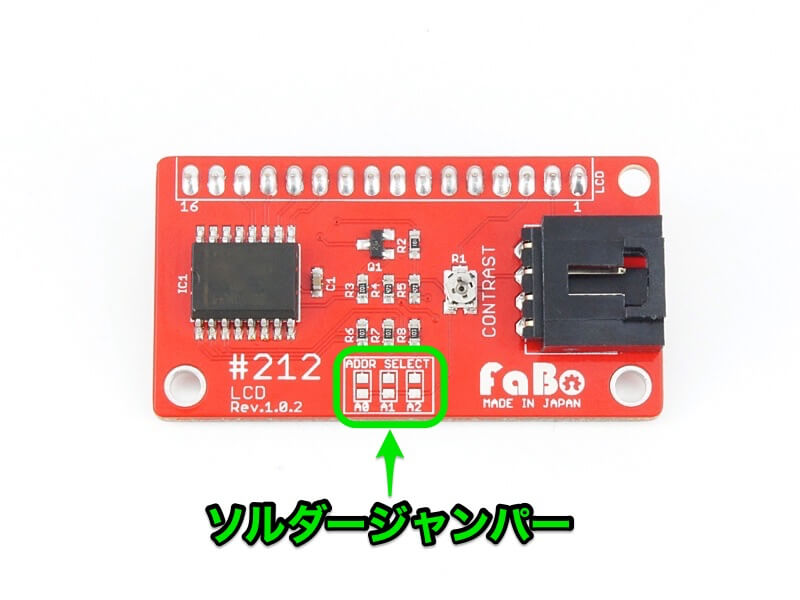 16
1
LCD
IC1
C1
Q1
R2
R3
R4
R5
R6
R7
R8
R1
CONTRAST
#212
LCD
Rev.1.0.2
ADDR SELECT
A0 A1 A2
FaBo
MADE IN JAPAN
ソルダージャンパー